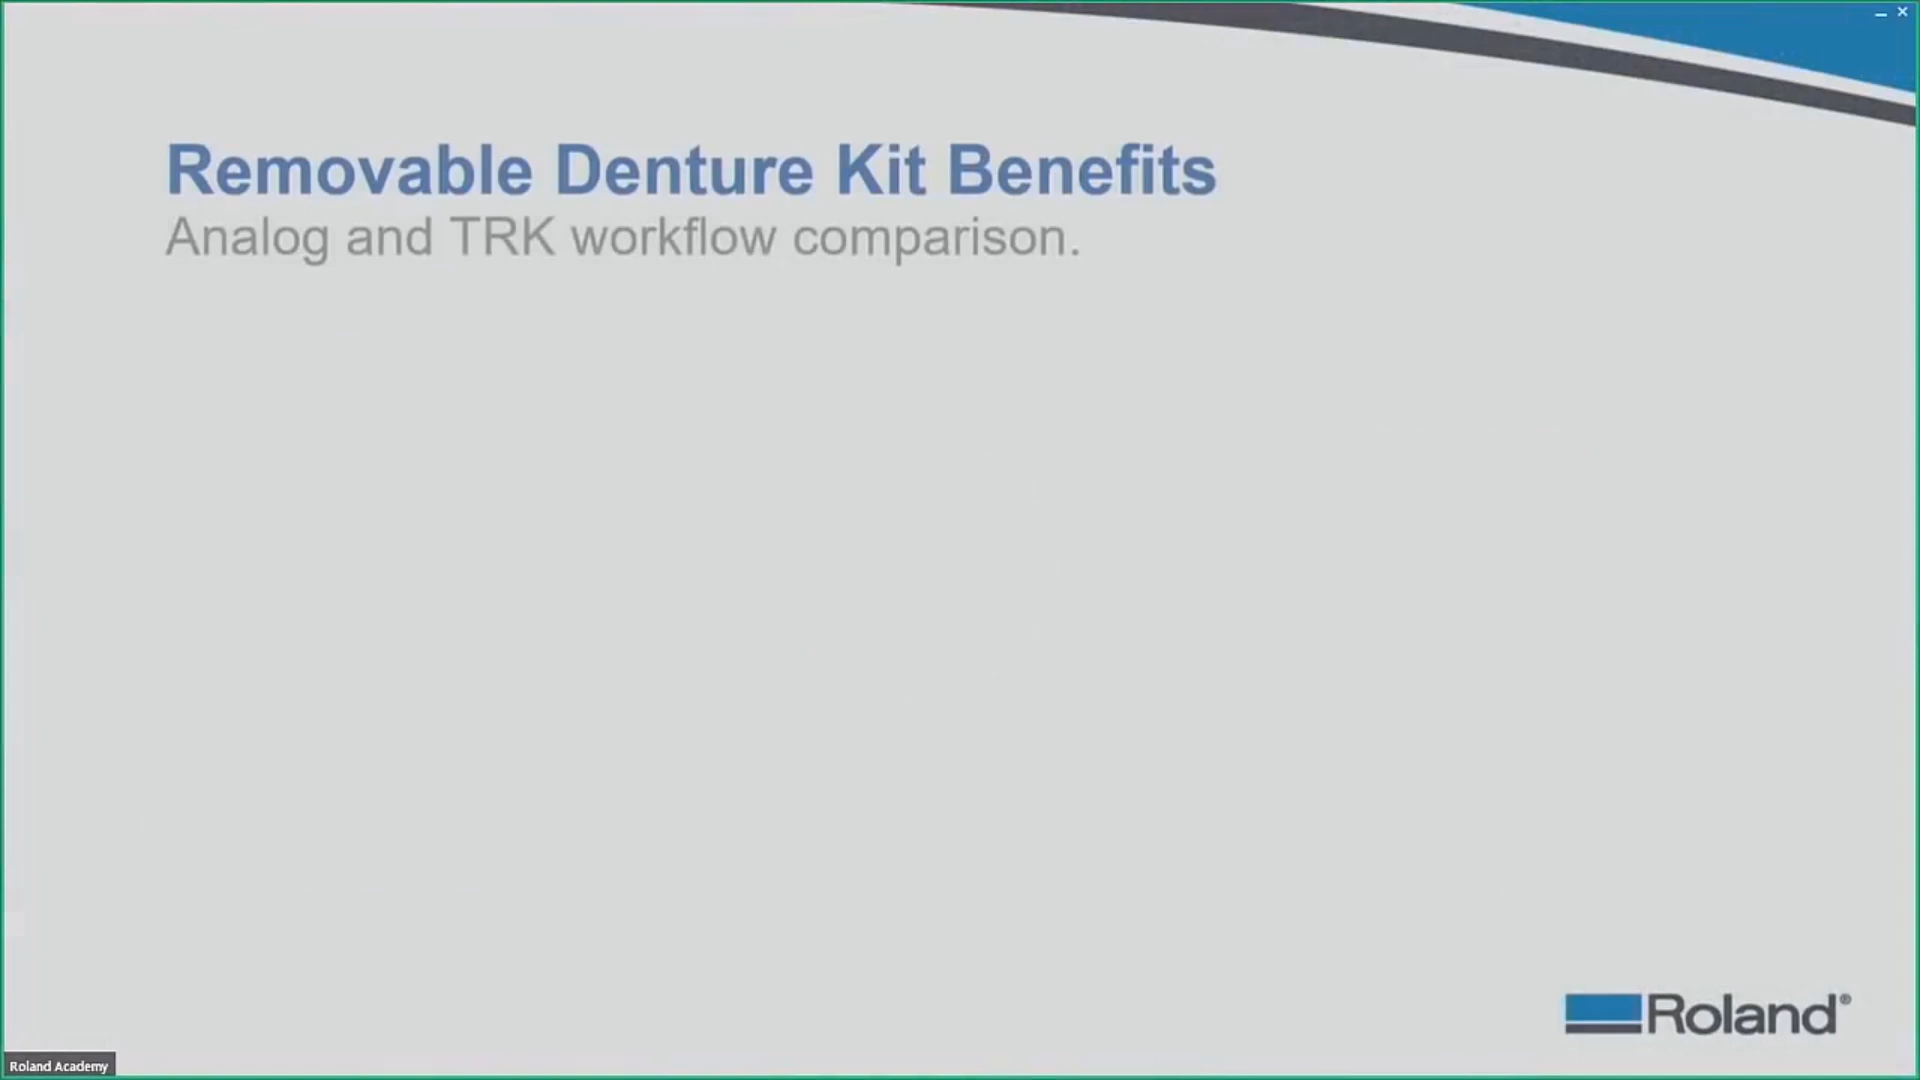 Removable Denture Kit Benefits
Analog and TRK workflow comparison.
Roland®
Roland Academy